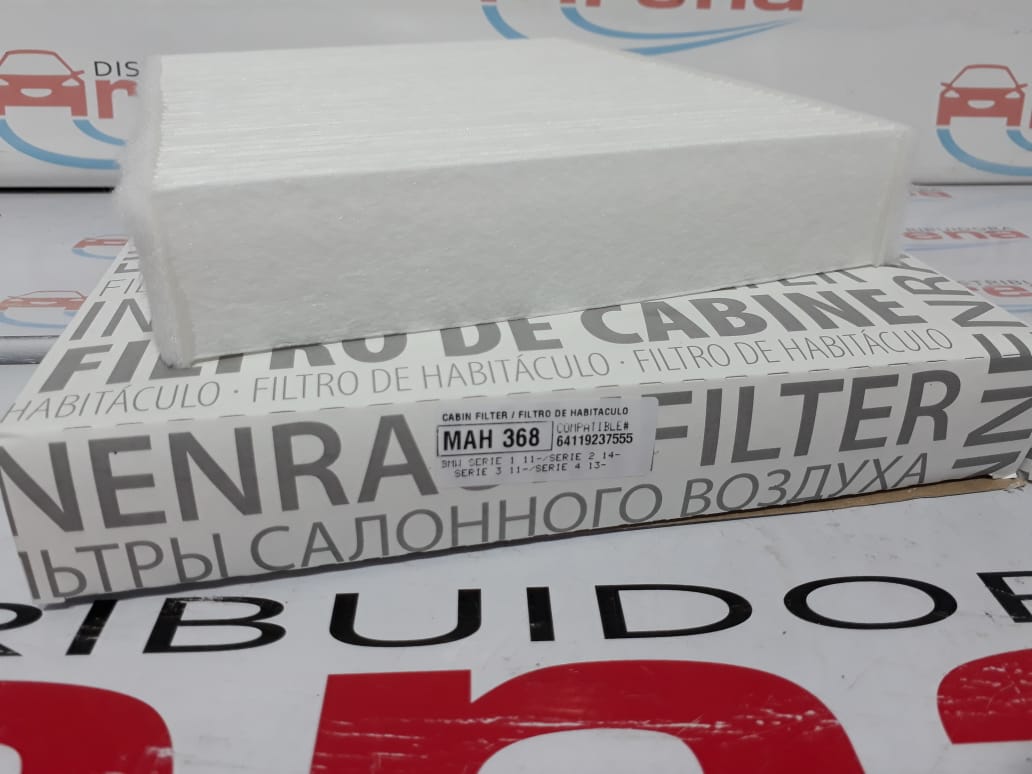 DIS
arena
FILTRO DE CABINE
HABITÁCULO · FILTRO DE HABITÁCULO · FILTRO DE HABITÁCULO
FILTER
CABIN FILTER / FILTRO DE HABITACULO
MAH 368
COMPATIBLE#
64119237555
BMW SERIE 1 11-/SERIE 2 14-
SERIE 3 11-/SERIE 4 13-
NENRA
ЬТРЫ САЛОННОГО ВОЗДУХА
RIBUIDOR